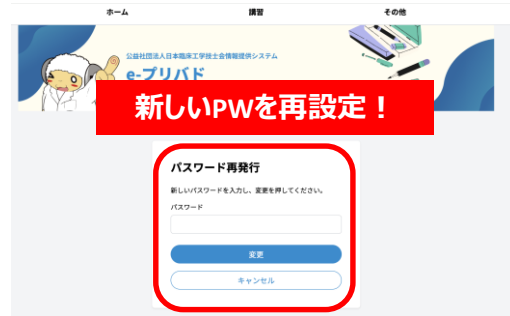 ホーム 講習 その他
公益社団法人日本臨床工学技士会情報提供システム
e-プリバド
新しいPWを再設定！
パスワード再発行
新しいパスワードを入力し、変更を押してください。
パスワード
変更
キャンセル